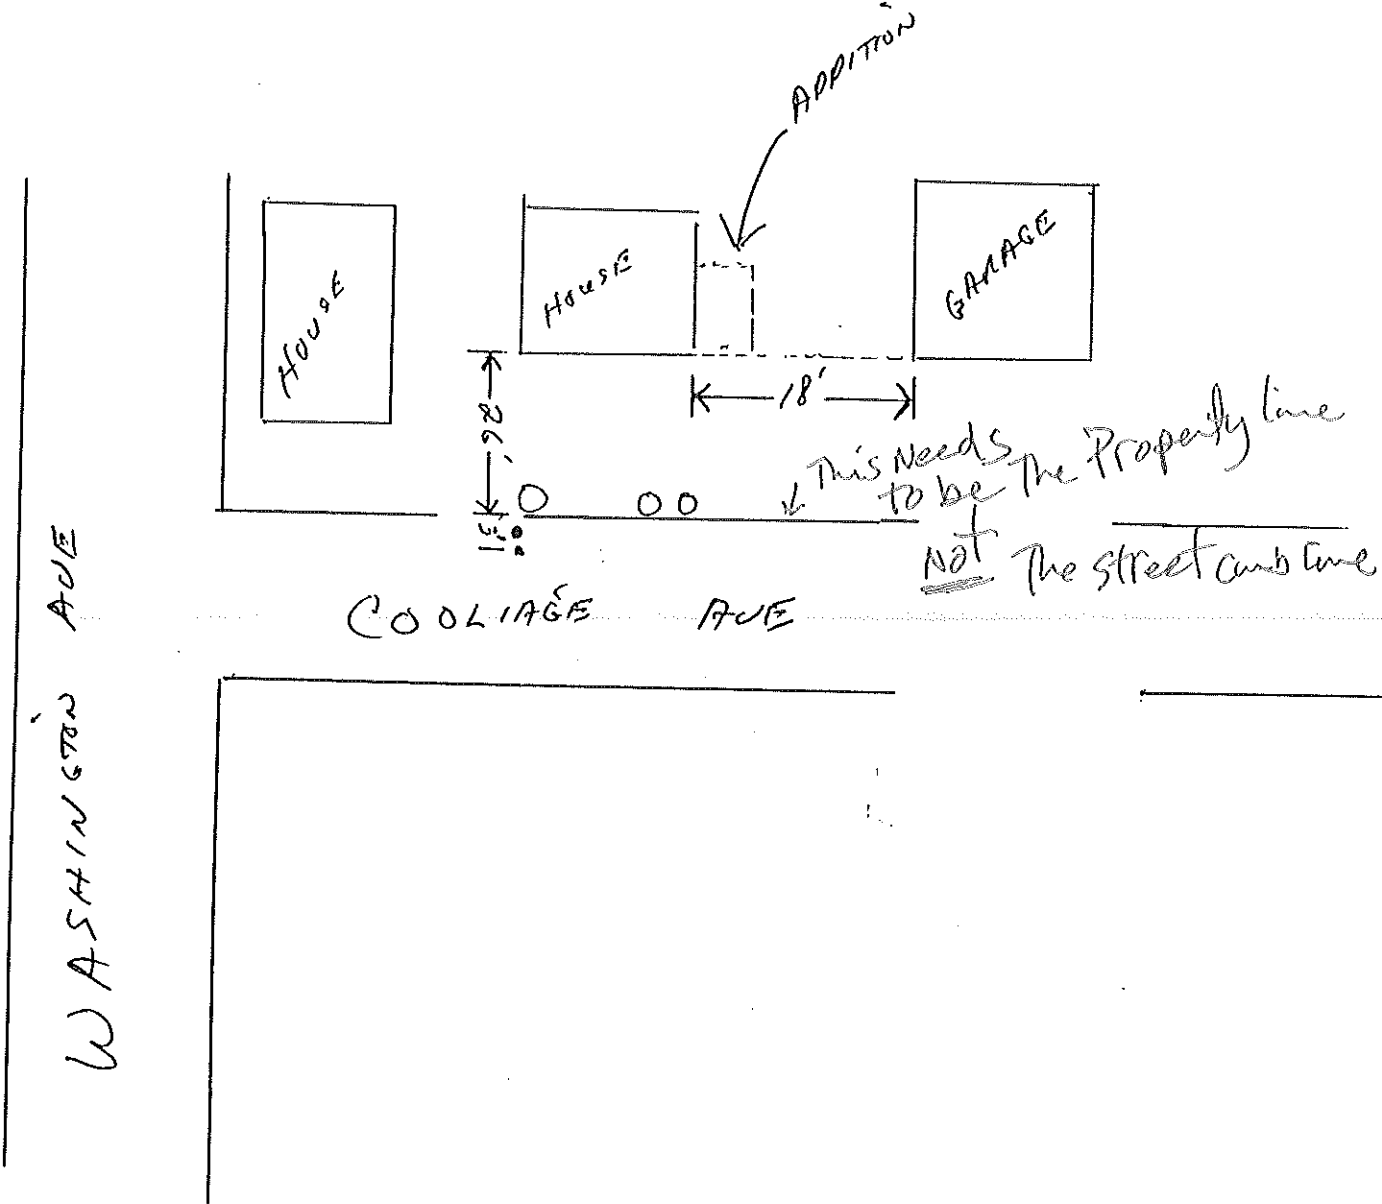 ADDITION
HOUSE
HOUSE
GARAGE
18'
26'
This Needs
to be The Property line
Not The street curb line
COOLIAGE AVE
WASHINGTON AVE